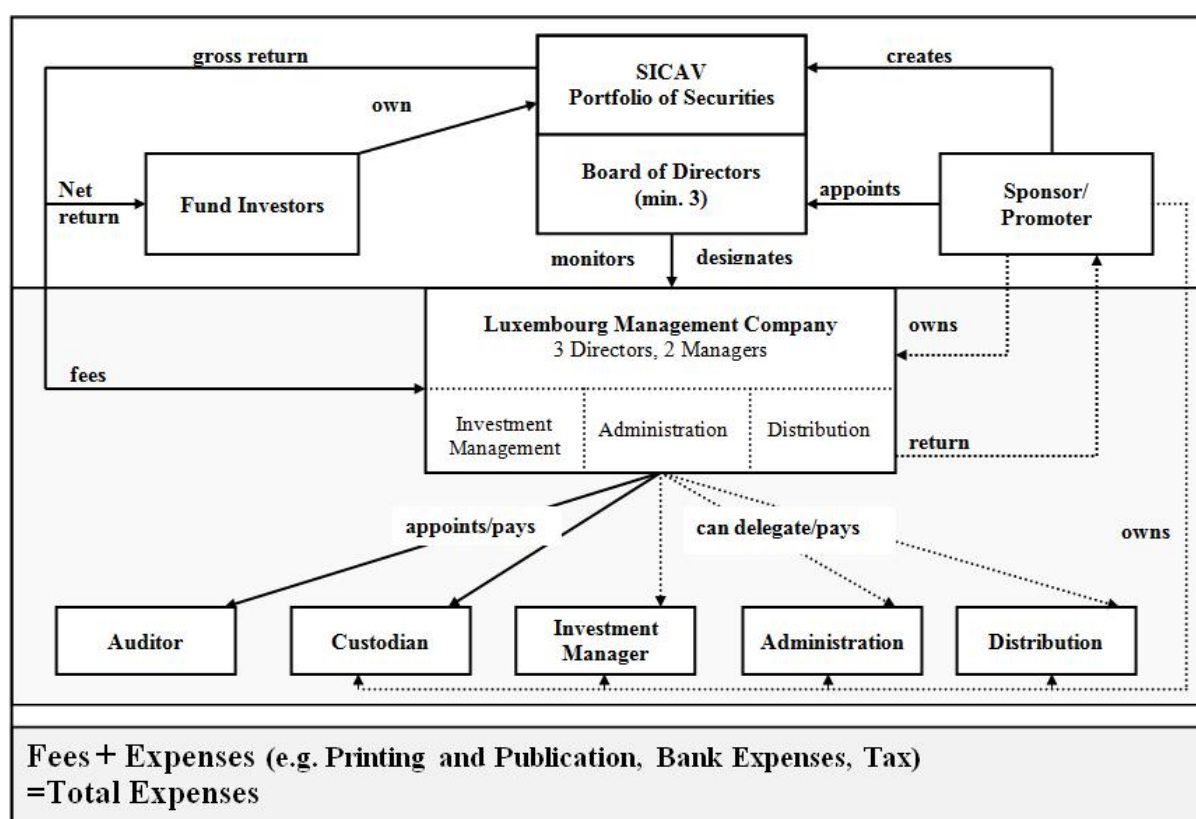 gross return
SICAV
Portfolio of Securities
creates
own
Board of Directors
(min. 3)
Net
return
Fund Investors
appoints
Sponsor/
Promoter
monitors
designates
Luxembourg Management Company
3 Directors, 2 Managers
owns
fees
Investment
Management
Administration
Distribution
return
appoints/pays
can delegate/pays
owns
Auditor
Custodian
Investment
Manager
Administration
Distribution
Fees + Expenses (e.g. Printing and Publication, Bank Expenses, Tax)
=Total Expenses